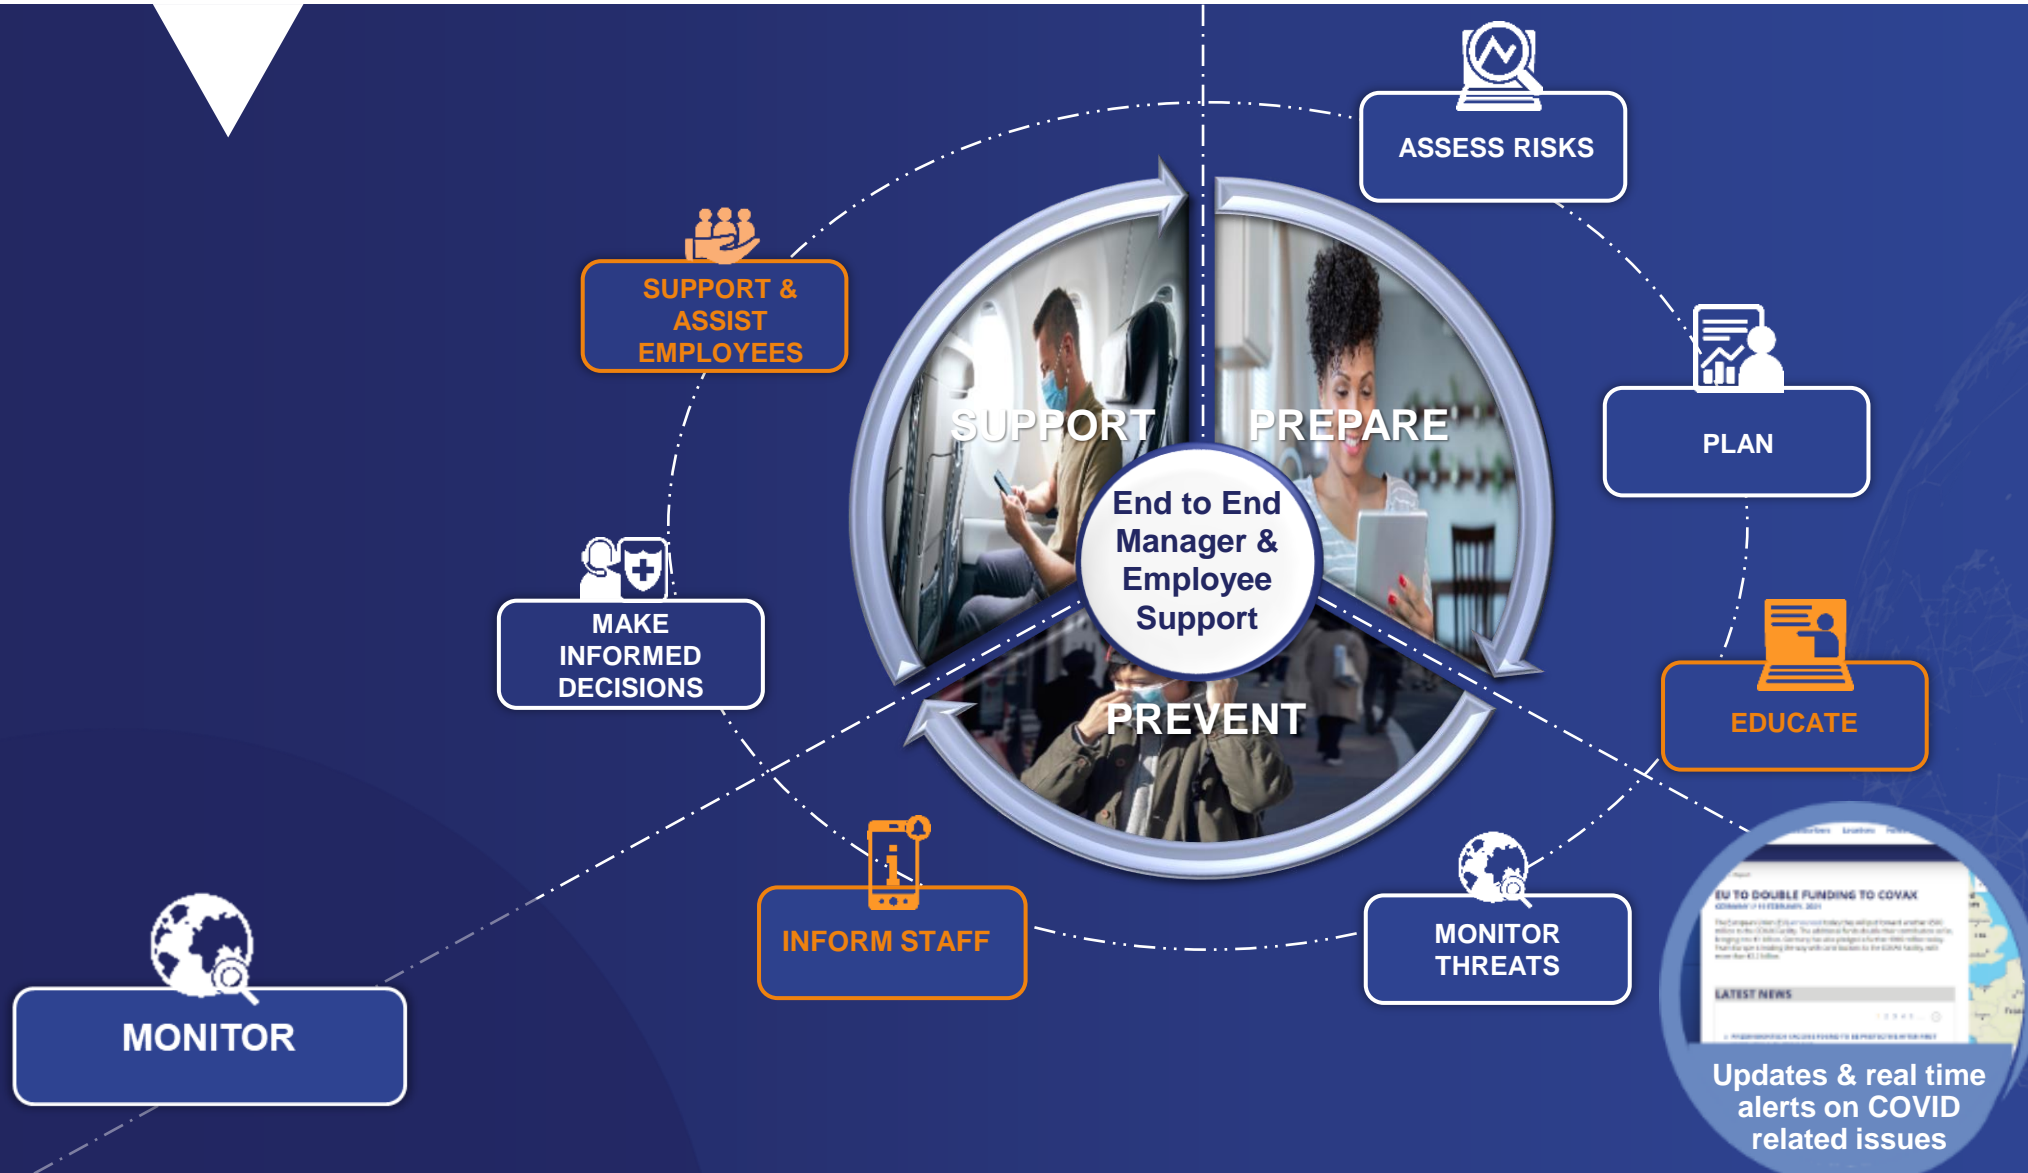 ASSESS RISKS
SUPPORT &
ASSIST
EMPLOYEES
SUPPORT
PREPARE
PLAN
End to End
Manager &
Employee
Support
MAKE
INFORMED
DECISIONS
PREVENT
EDUCATE
INFORM STAFF
MONITOR
THREATS
MONITOR
Locations
EU TO DOUBLE FUNDING TO COVAX
LATEST NEWS
Updates & real time
alerts on COVID
related issues